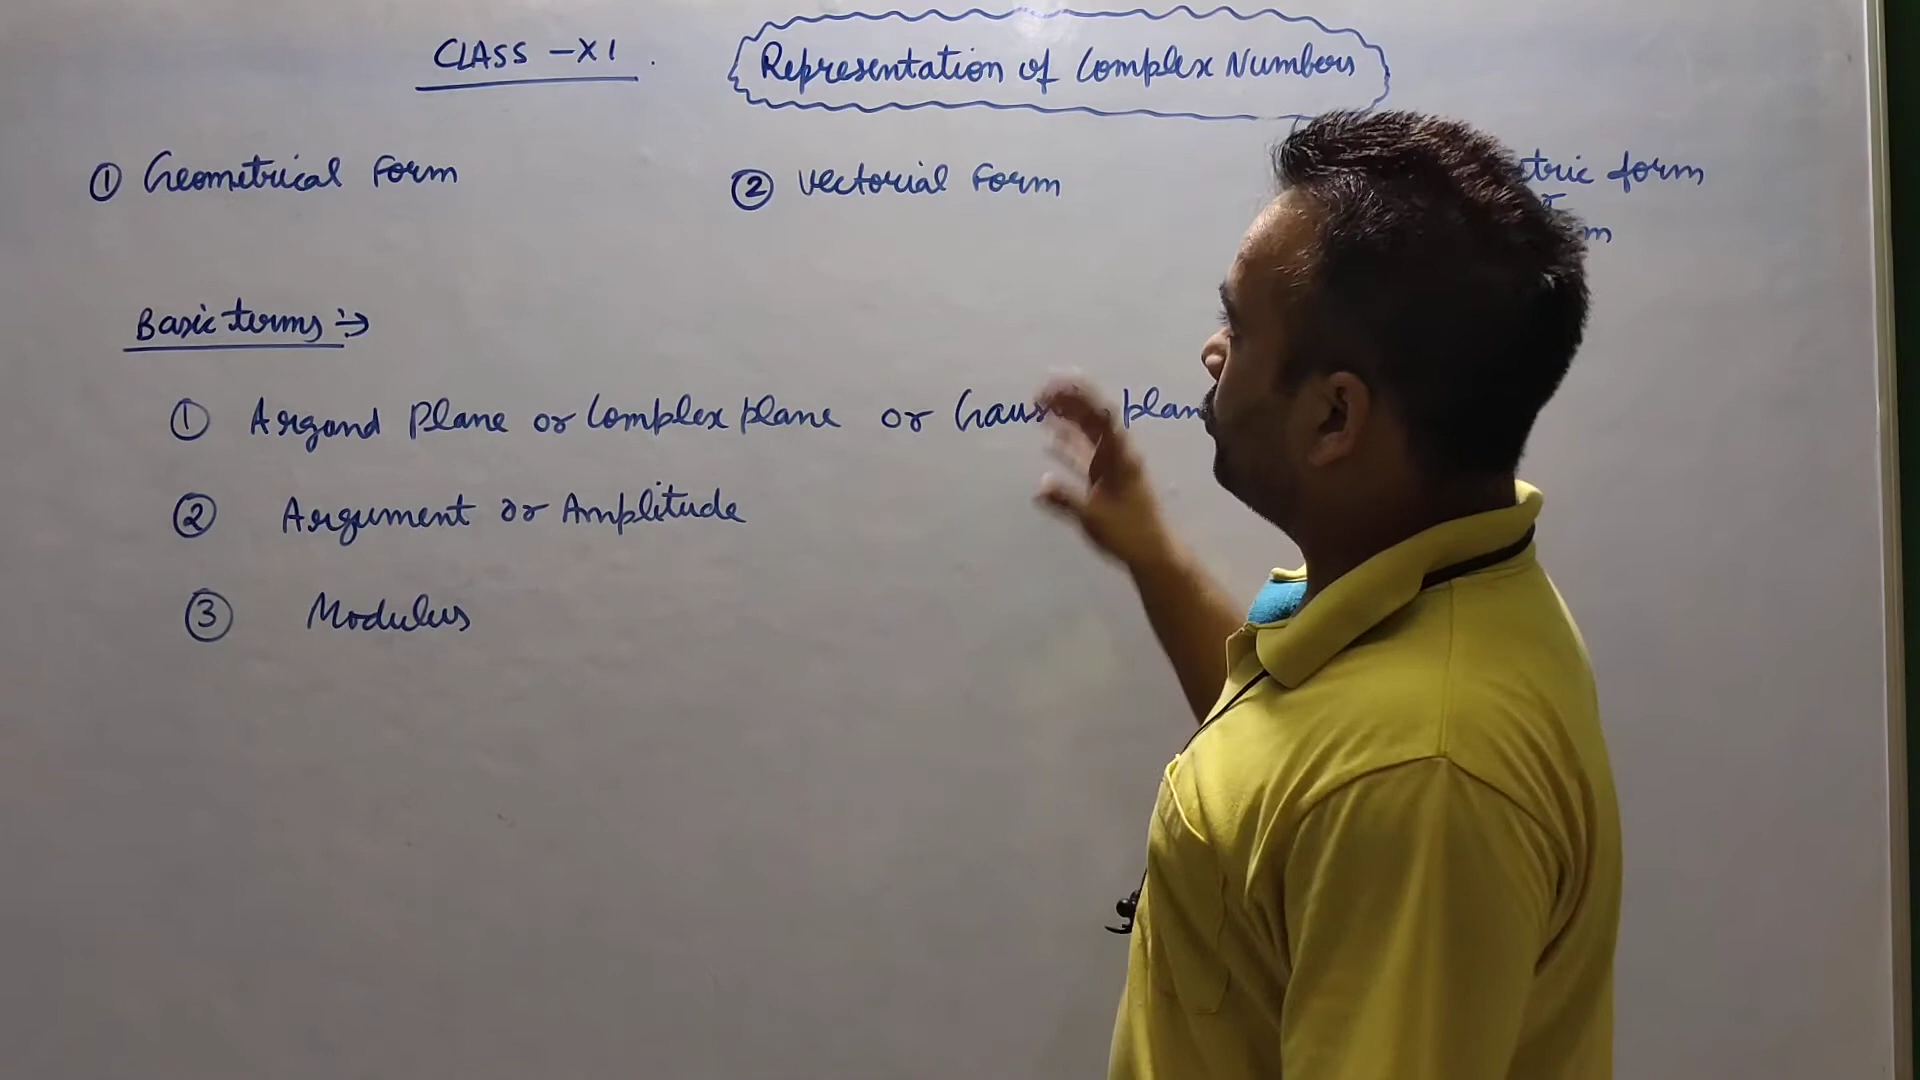 CLASS - XI.
Representation of Complex Numbers
① Geometrical Form
② Vectorial Form
form
Basic terms :→
① Argand Plane or Complex plane or
② Argument or Amplitude
③ Modulus